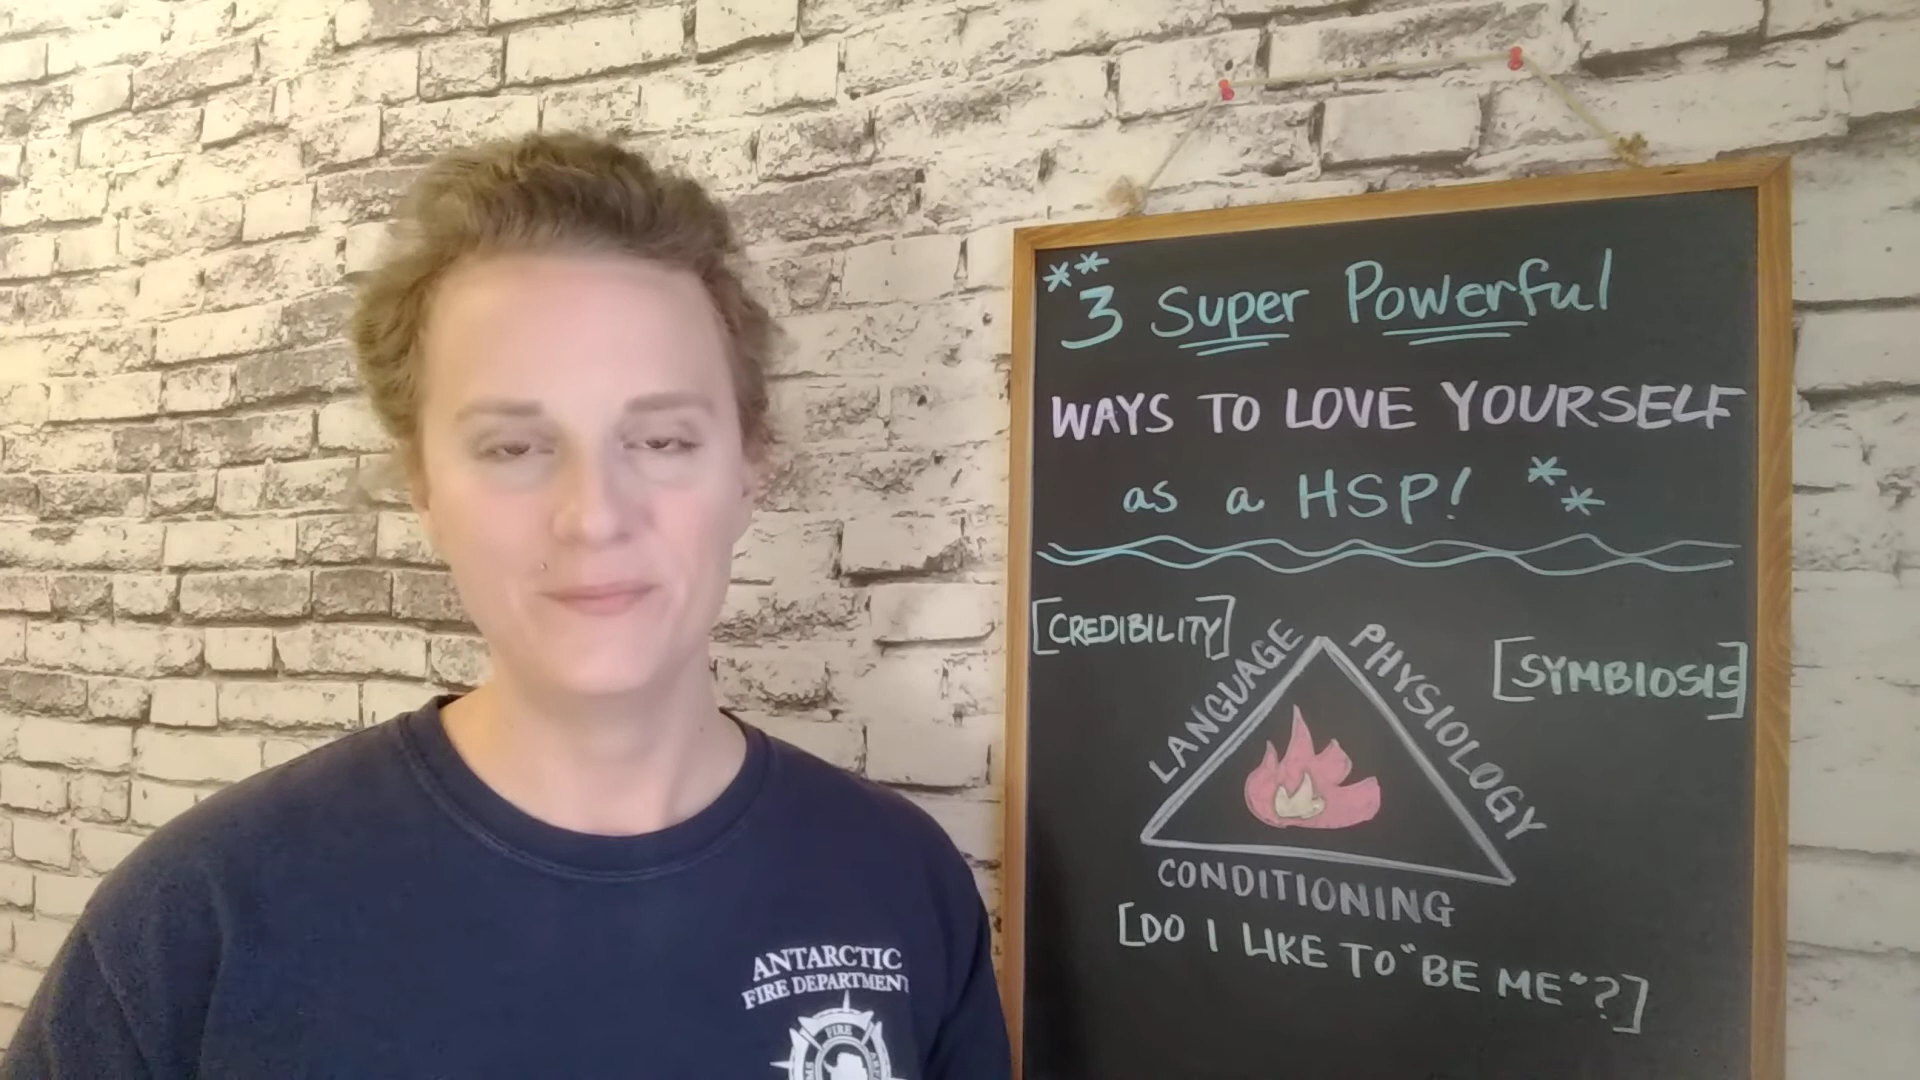 ** 3 Super Powerful
WAYS TO LOVE YOURSELF
as a HSP! **
[CREDIBILITY]
LANGUAGE
PHYSIOLOGY
[SYMBIOSIS]
CONDITIONING
[DO I LIKE TO "BE ME"?]
ANTARCTIC
FIRE DEPARTMENT
FIRE